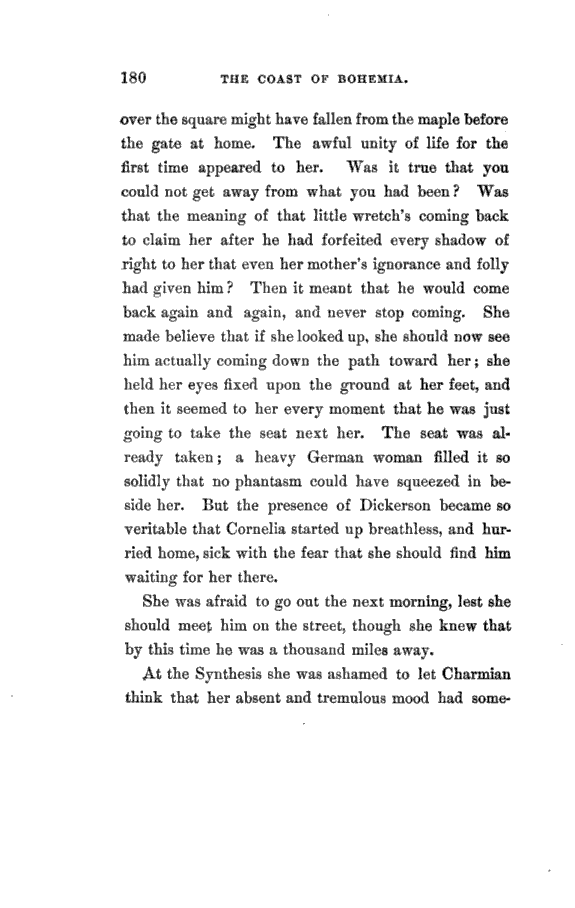 180 THE COAST OF BOHEMIA.
over the square might have fallen from the maple before
the gate at home. The awful unity of life for the
first time appeared to her. Was it true that you
could not get away from what you had been? Was
that the meaning of that little wretch's coming back
to claim her after he had forfeited every shadow of
right to her that even her mother's ignorance and folly
had given him? Then it meant that he would come
back again and again, and never stop coming. She
made believe that if she looked up, she should now see
him actually coming down the path toward her; she
held her eyes fixed upon the ground at her feet, and
then it seemed to her every moment that he was just
going to take the seat next her. The seat was al-
ready taken; a heavy German woman filled it so
solidly that no phantasm could have squeezed in be-
side her. But the presence of Dickerson became so
veritable that Cornelia started up breathless, and hur-
ried home, sick with the fear that she should find him
waiting for her there.
She was afraid to go out the next morning, lest she
should meet him on the street, though she knew that
by this time he was a thousand miles away.
At the Synthesis she was ashamed to let Charmian
think that her absent and tremulous mood had some-